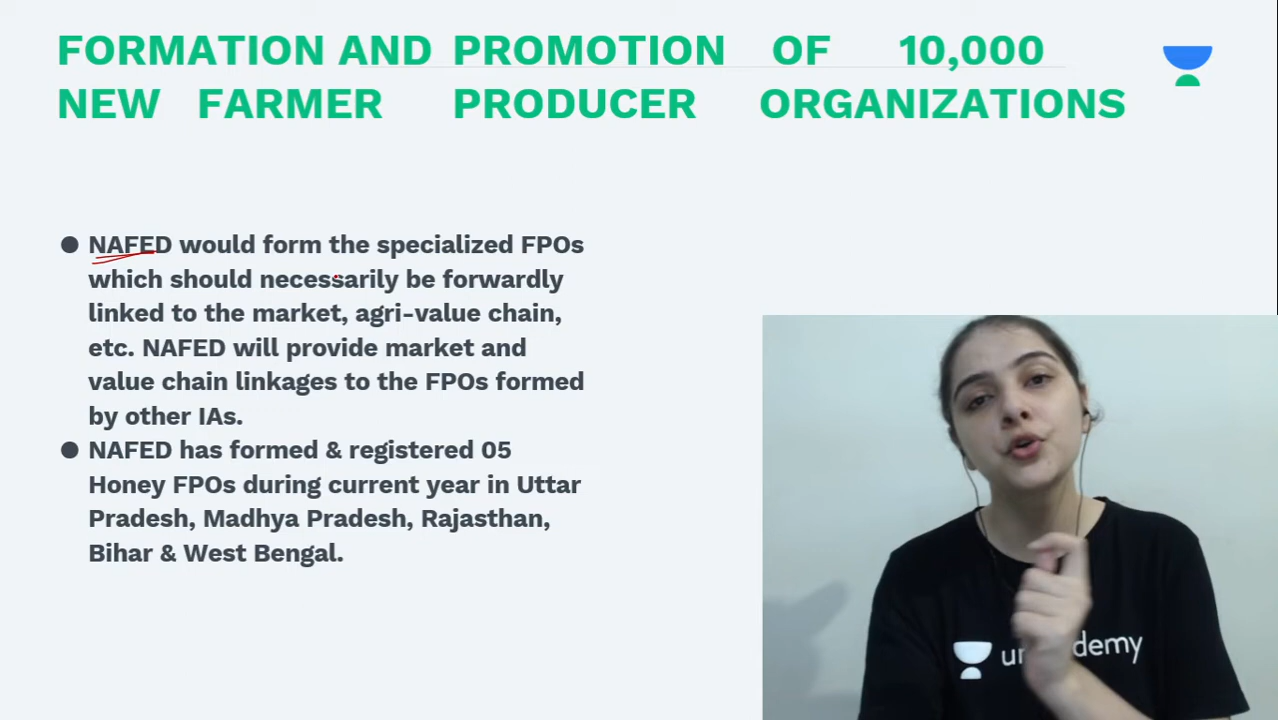 FORMATION AND PROMOTION OF 10,000
NEW FARMER PRODUCER ORGANIZATIONS
● NAFED would form the specialized FPOs
which should necessarily be forwardly
linked to the market, agri-value chain,
etc. NAFED will provide market and
value chain linkages to the FPOs formed
by other IAs.
● NAFED has formed & registered 05
Honey FPOs during current year in Uttar
Pradesh, Madhya Pradesh, Rajasthan,
Bihar & West Bengal.